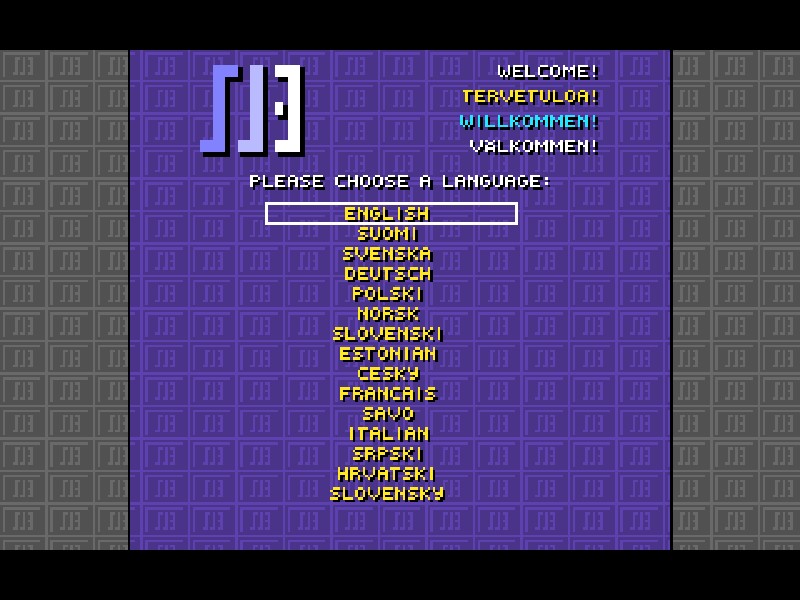 WELCOME!
TERVETULOA!
WILLKOMMEN!
VÄLKOMMEN!
PLEASE CHOOSE A LANGUAGE:
ENGLISH
SUOMI
SVENSKA
DEUTSCH
POLSKI
NORSK
SLOVENSKI
ESTONIAN
CESKY
FRANCAIS
SAVO
ITALIAN
SRPSKI
HRVATSKI
SLOVENSKY